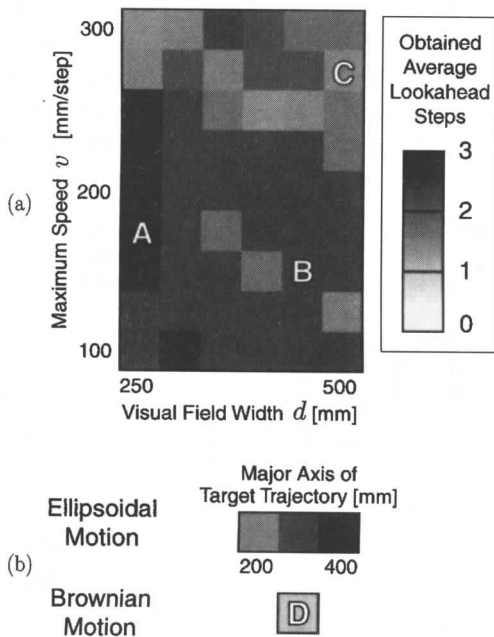 300
200
100
(a)
Maximum Speed v [mm/step]
A
B
C
250
500
Visual Field Width d [mm]
Obtained
Average
Lookahead
Steps
3
2
1
0
(b)
Ellipsoidal
Motion
Major Axis of
Target Trajectory [mm]
200
400
Brownian
Motion
D